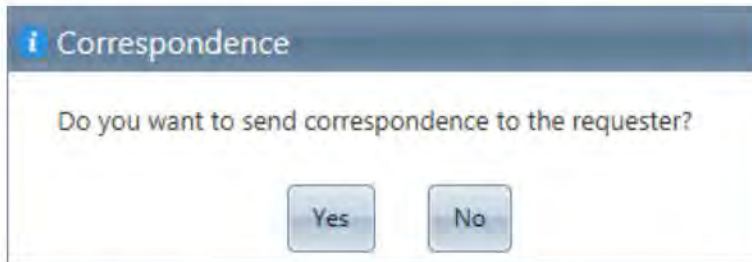 Correspondence
Do you want to send correspondence to the requester?
Yes No